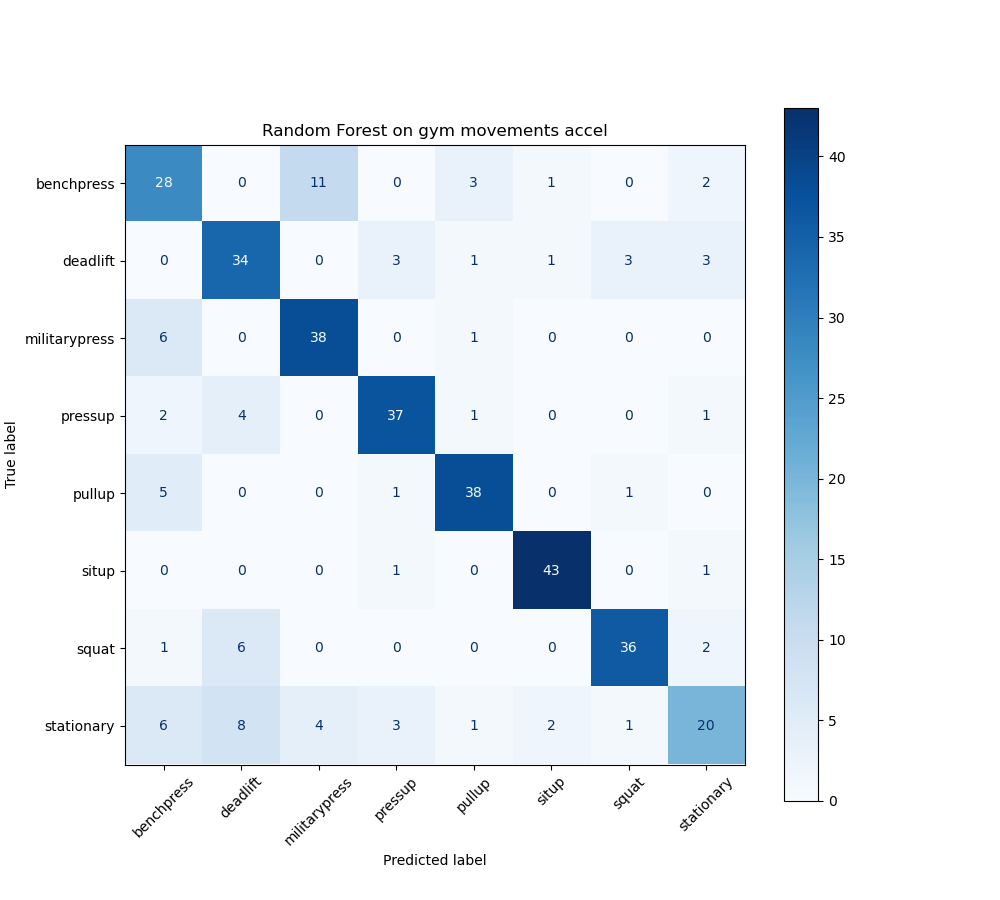 Random Forest on gym movements accel
True label
benchpress 28 0 11 0 3 1 0 2
deadlift 0 34 0 3 1 1 3 3
militarypress 6 0 38 0 1 0 0 0
pressup 2 4 0 37 1 0 0 1
pullup 5 0 0 1 38 0 1 0
situp 0 0 0 1 0 43 0 1
squat 1 6 0 0 0 0 36 2
stationary 6 8 4 3 1 2 1 20
benchpress deadlift militarypress pressup pullup situp squat stationary
Predicted label
40
35
30
25
20
15
10
5
0